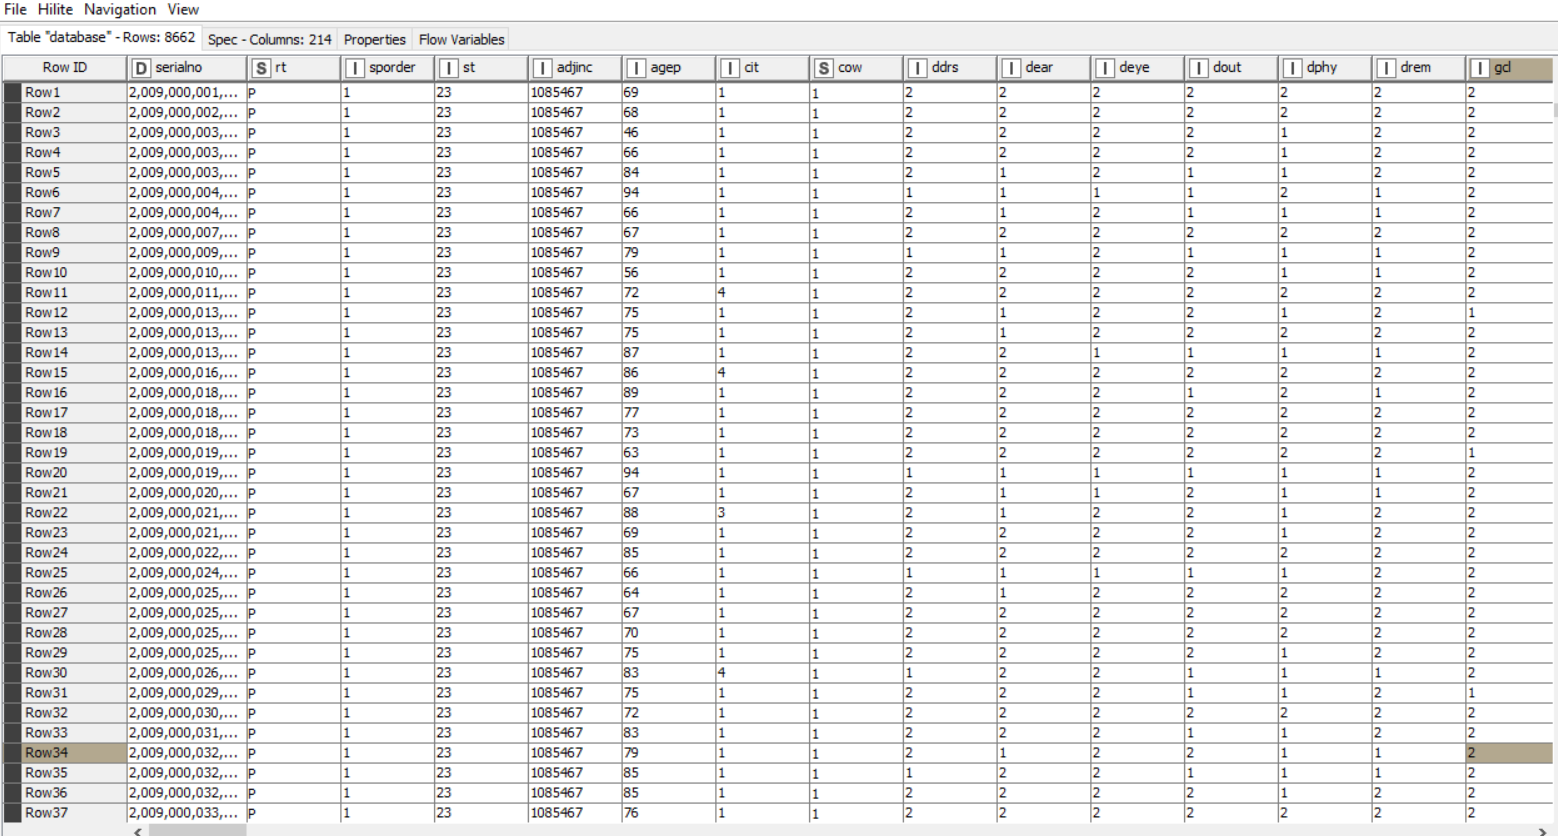 File Hilite Navigation View
Table "database" - Rows: 8662 Spec - Columns: 214 Properties Flow Variables
Row ID D serialno S rt I sporder I st I adjinc I agep I cit S cow I ddrs I dear I deye I dout I dphy I drem I gcl
Row1 2,009,000,001,... P 1 23 1085467 69 1 1 2 2 2 2 2 2 2
Row2 2,009,000,002,... P 1 23 1085467 68 1 1 2 2 2 2 2 2 2
Row3 2,009,000,003,... P 1 23 1085467 46 1 1 2 2 2 2 1 2 2
Row4 2,009,000,003,... P 1 23 1085467 66 1 1 2 2 2 2 1 2 2
Row5 2,009,000,003,... P 1 23 1085467 84 1 1 2 1 2 1 1 2 2
Row6 2,009,000,004,... P 1 23 1085467 94 1 1 1 1 1 1 2 1 2
Row7 2,009,000,004,... P 1 23 1085467 66 1 1 2 1 2 1 1 1 2
Row8 2,009,000,007,... P 1 23 1085467 67 1 1 2 2 2 2 2 2 2
Row9 2,009,000,009,... P 1 23 1085467 79 1 1 1 1 2 1 1 1 2
Row10 2,009,000,010,... P 1 23 1085467 56 1 1 2 2 2 2 1 1 2
Row11 2,009,000,011,... P 1 23 1085467 72 4 1 2 2 2 2 2 2 2
Row12 2,009,000,013,... P 1 23 1085467 75 1 1 2 1 2 2 1 2 1
Row13 2,009,000,013,... P 1 23 1085467 75 1 1 2 1 2 2 2 2 2
Row14 2,009,000,013,... P 1 23 1085467 87 1 1 2 2 1 1 1 1 2
Row15 2,009,000,016,... P 1 23 1085467 86 4 1 2 2 2 2 2 2 2
Row16 2,009,000,018,... P 1 23 1085467 89 1 1 2 2 2 1 2 1 2
Row17 2,009,000,018,... P 1 23 1085467 77 1 1 2 2 2 2 2 2 2
Row18 2,009,000,018,... P 1 23 1085467 73 1 1 2 2 2 2 2 2 2
Row19 2,009,000,019,... P 1 23 1085467 63 1 1 2 2 2 2 2 2 1
Row20 2,009,000,019,... P 1 23 1085467 94 1 1 1 1 1 1 1 1 2
Row21 2,009,000,020,... P 1 23 1085467 67 1 1 2 1 1 2 1 1 2
Row22 2,009,000,021,... P 1 23 1085467 88 3 1 2 1 2 2 1 2 2
Row23 2,009,000,021,... P 1 23 1085467 69 1 1 2 2 2 2 1 2 2
Row24 2,009,000,022,... P 1 23 1085467 85 1 1 2 2 2 2 2 2 2
Row25 2,009,000,024,... P 1 23 1085467 66 1 1 1 1 1 1 1 2 2
Row26 2,009,000,025,... P 1 23 1085467 64 1 1 2 1 2 2 2 2 2
Row27 2,009,000,025,... P 1 23 1085467 67 1 1 2 2 2 2 2 2 2
Row28 2,009,000,025,... P 1 23 1085467 70 1 1 2 2 2 2 2 2 2
Row29 2,009,000,025,... P 1 23 1085467 75 1 1 2 2 2 2 1 2 2
Row30 2,009,000,026,... P 1 23 1085467 83 4 1 1 2 2 1 1 1 2
Row31 2,009,000,029,... P 1 23 1085467 75 1 1 2 2 2 1 1 2 1
Row32 2,009,000,030,... P 1 23 1085467 72 1 1 2 2 2 2 2 2 2
Row33 2,009,000,031,... P 1 23 1085467 83 1 1 2 2 2 1 1 2 2
Row34 2,009,000,032,... P 1 23 1085467 79 1 1 2 1 2 2 1 1 2
Row35 2,009,000,032,... P 1 23 1085467 85 1 1 1 2 2 1 1 1 2
Row36 2,009,000,032,... P 1 23 1085467 85 1 1 2 2 2 2 1 2 2
Row37 2,009,000,033,... P 1 23 1085467 76 1 1 2 2 2 2 2 2 2